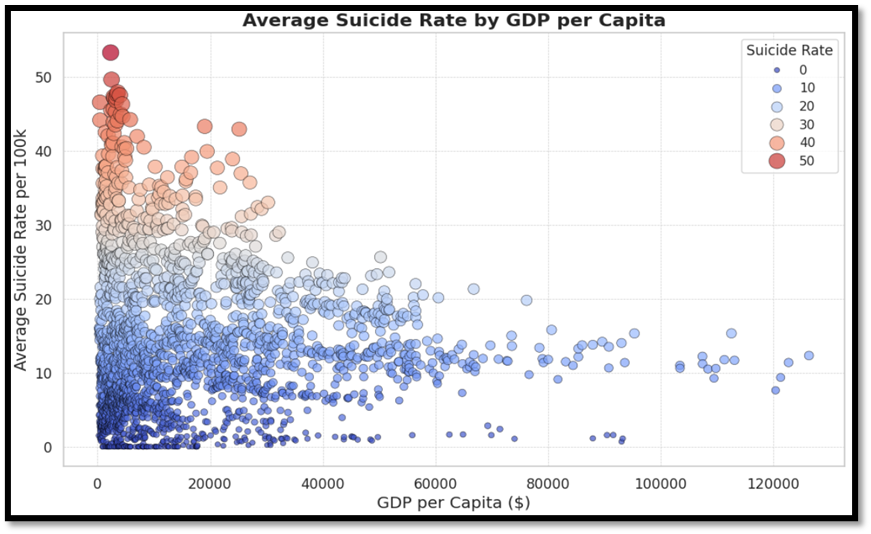 Average Suicide Rate by GDP per Capita
Suicide Rate
0
10
20
30
40
50
Average Suicide Rate per 100k
50
40
30
20
10
0
0 20000 40000 60000 80000 100000 120000
GDP per Capita ($)